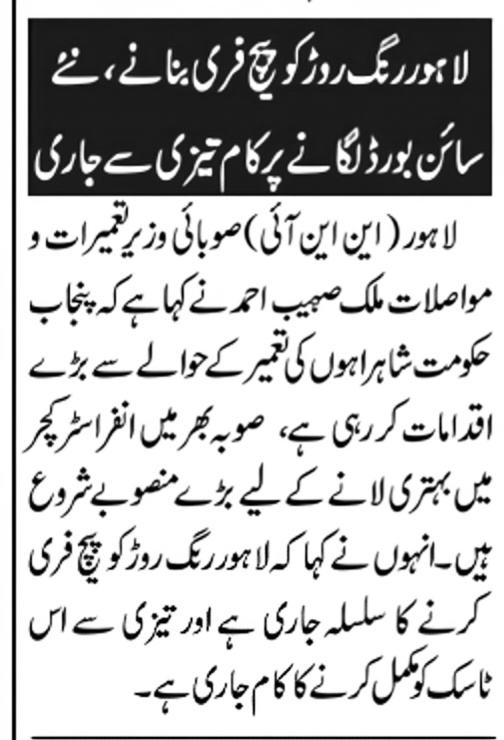 لاہور رنگ روڑ کو پیچ فری بنانے، نئے
سائن بورڈ لگانے پر کام تیزی سے جاری
لاہور (این این آئی) صوبائی وزیر تعمیرات و
مواصلات ملک صہیب احمد نے کہا ہے کہ پنجاب
حکومت شاہراہوں کی تعمیر کے حوالے سے بڑے
اقدامات کر رہی ہے، صوبہ بھر میں انفراسٹرکچر
میں بہتری لانے کے لیے بڑے منصوبے شروع
ہیں۔ انہوں نے کہا کہ لاہور رنگ روڑ کو پیچ فری
کرنے کا سلسلہ جاری ہے اور تیزی سے اس
ٹاسک کو مکمل کرنے کا کام جاری ہے۔